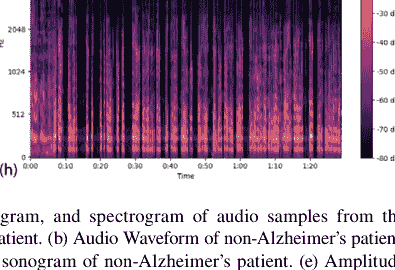 -30 d
2048
-40 d
1024
-50 d
-60 d
512
-70 d
0
-80 d
0:00 0:10 0:20 0:30 0:40 0:50 1:00 1:10 1:20
Time
(h)
gram, and spectrogram of audio samples from th
atient. (b) Audio Waveform of non-Alzheimer's patien
sonogram of non-Alzheimer's patient. (e) Amplitud